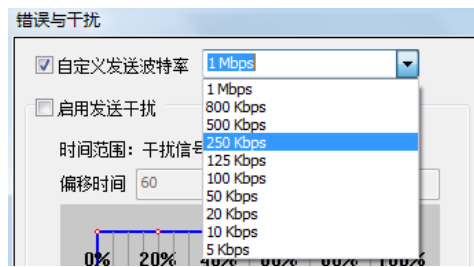 错误与干扰
自定义发送波特率
1 Mbps
1 Mbps
800 Kbps
启用发送干扰
500 Kbps
250 Kbps
时间范围：干扰信号
125 Kbps
100 Kbps
偏移时间 60
50 Kbps
20 Kbps
10 Kbps
5 Kbps
0% 20%